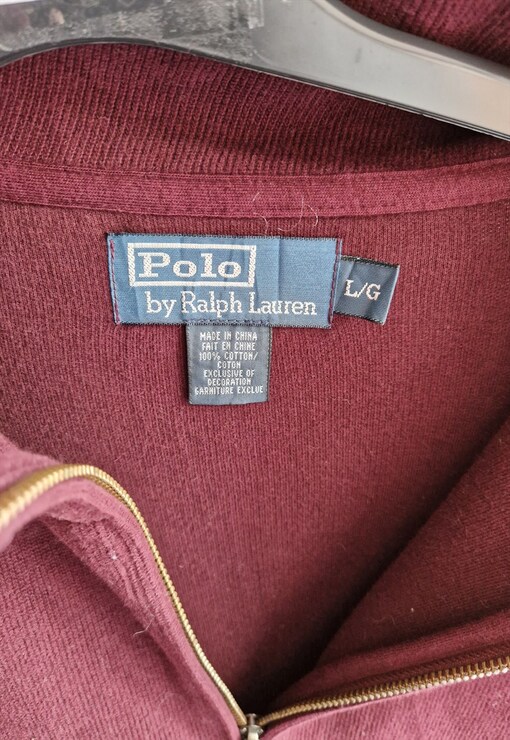 Polo
by Ralph Lauren
L/G
MADE IN CHINA
FAIT EN CHINE
100% COTTON/
COTON
EXCLUSIVE OF
DECORATION
GARNITURE EXCLUE